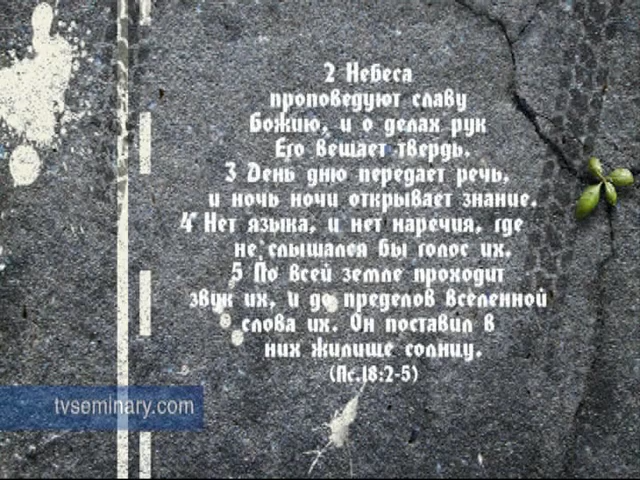 2 Небеса
проповедуют славу
Божию, и о делах рук
Его вещает твердь.
3 День дню передает речь,
и ночь ночи открывает знание.
4 Нет языка, и нет наречия, где
не слышался бы голос их.
5 По всей земле проходит
звук их, и до пределов вселенной
слова их. Он поставил в
них жилище солнцу.
(Пс.18:2-5)
tvseminary.com